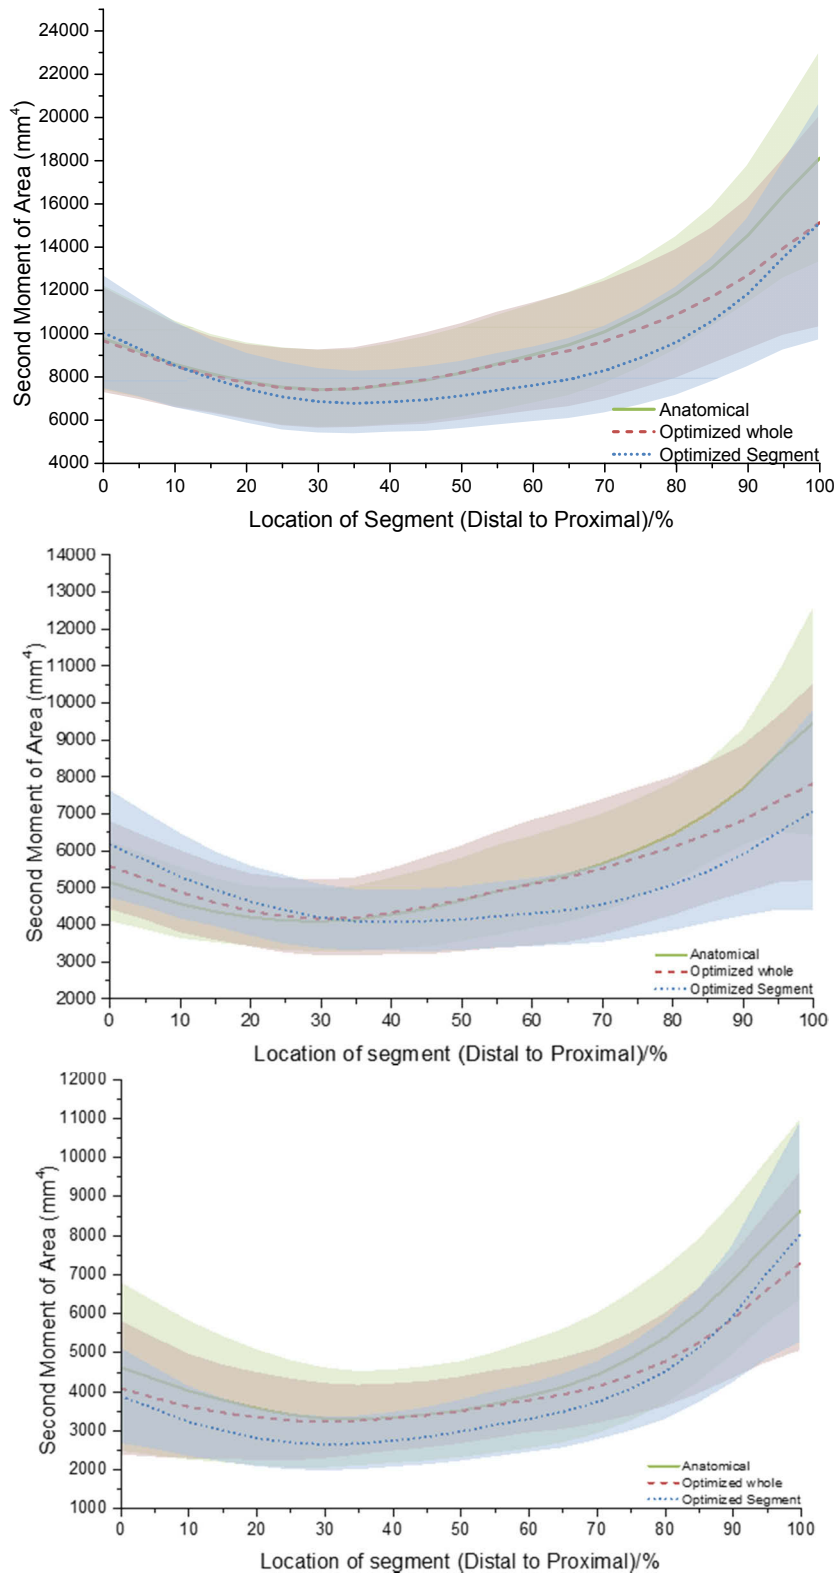 24000
22000
20000
18000
16000
14000
12000
10000
8000
6000
4000
Second Moment of Area (mm⁴)
Anatomical
Optimized whole
Optimized Segment
0 10 20 30 40 50 60 70 80 90 100
Location of Segment (Distal to Proximal)/%
14000
13000
12000
11000
10000
9000
8000
7000
6000
5000
4000
3000
2000
Second Moment of Area (mm⁴)
Anatomical
Optimized whole
Optimized Segment
0 10 20 30 40 50 60 70 80 90 100
Location of segment (Distal to Proximal)/%
12000
11000
10000
9000
8000
7000
6000
5000
4000
3000
2000
1000
Second Moment of Area (mm⁴)
Anatomical
Optimized whole
Optimized Segment
0 10 20 30 40 50 60 70 80 90 100
Location of segment (Distal to Proximal)/%